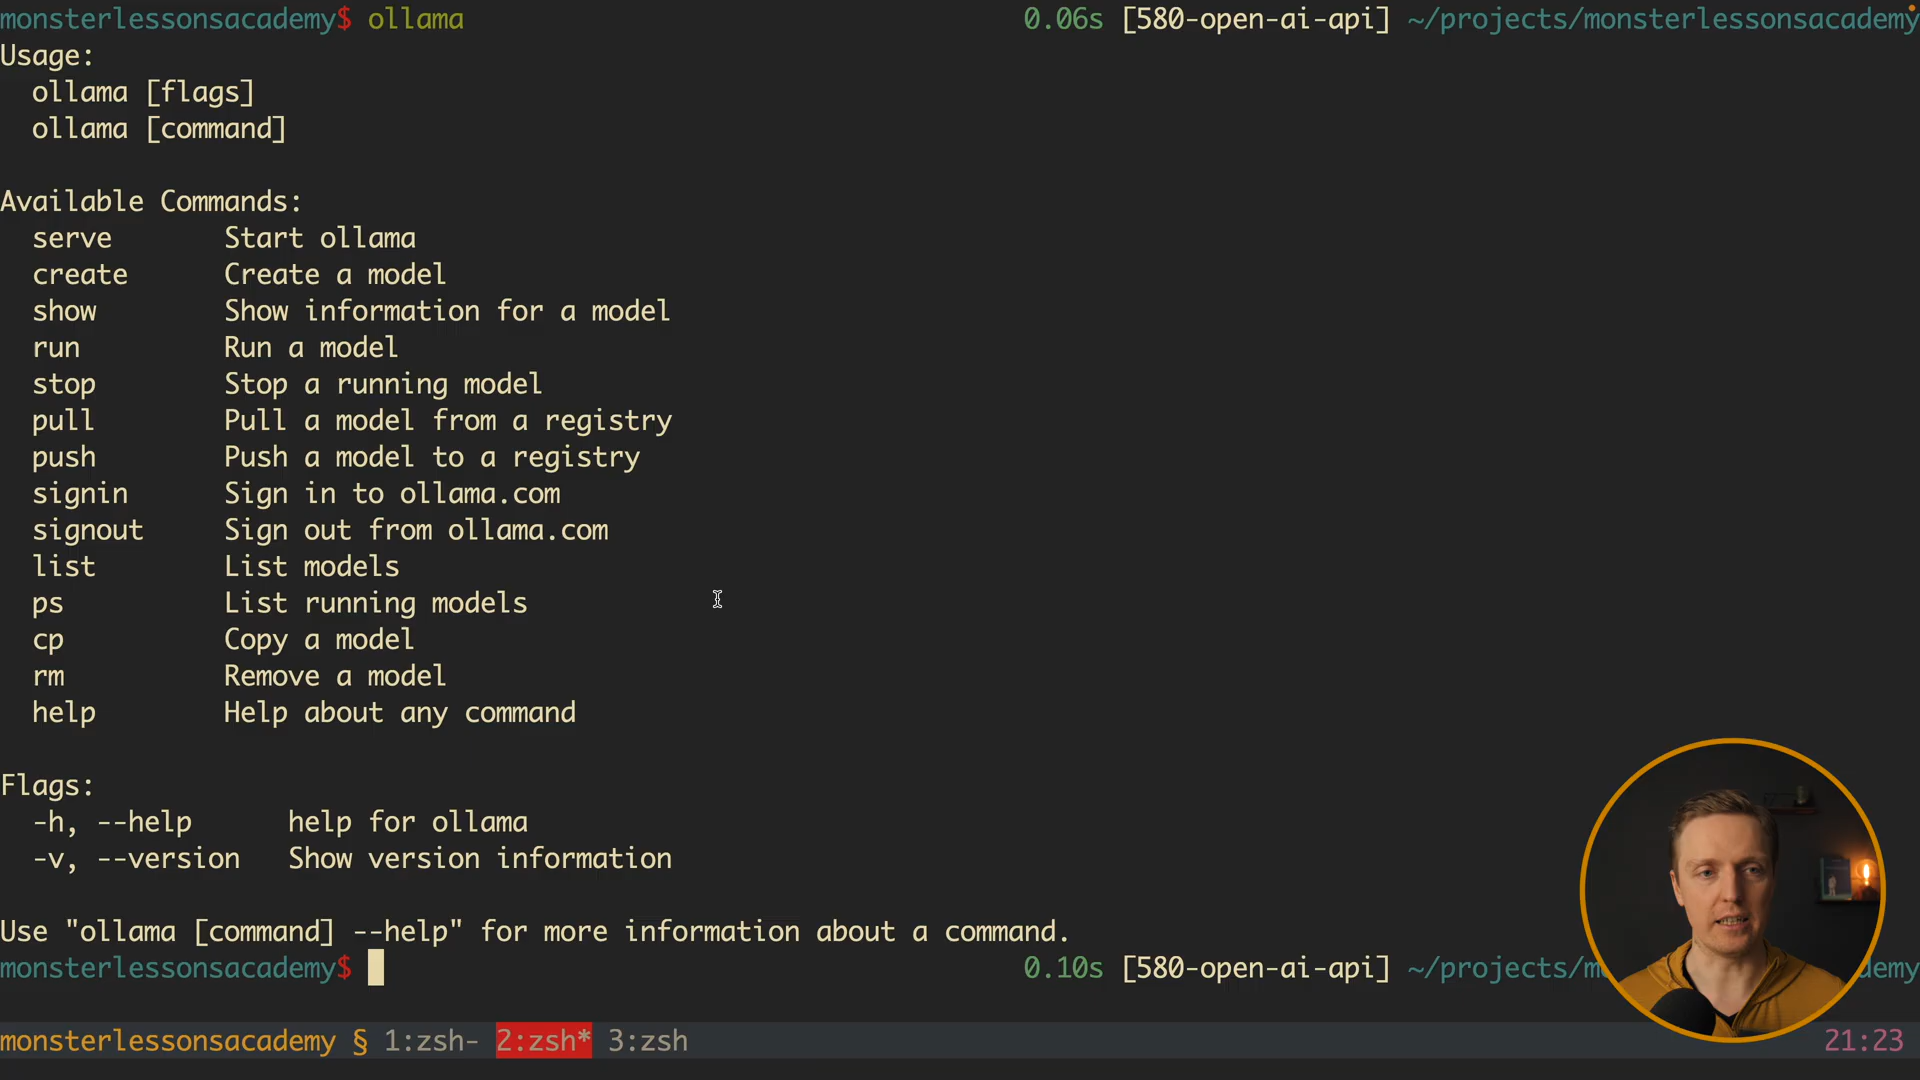 monsterlessonsacademy$ ollama 0.06s [580-open-ai-api] ~/projects/monsterlessonsacademy
Usage:
ollama [flags]
ollama [command]
Available Commands:
serve Start ollama
create Create a model
show Show information for a model
run Run a model
stop Stop a running model
pull Pull a model from a registry
push Push a model to a registry
signin Sign in to ollama.com
signout Sign out from ollama.com
list List models
ps List running models
cp Copy a model
rm Remove a model
help Help about any command
Flags:
-h, --help help for ollama
-v, --version Show version information
Use "ollama [command] --help" for more information about a command.
monsterlessonsacademy$ 0.10s [580-open-ai-api] ~/projects/m demy
monsterlessonsacademy § 1:zsh- 2:zsh* 3:zsh 21:23